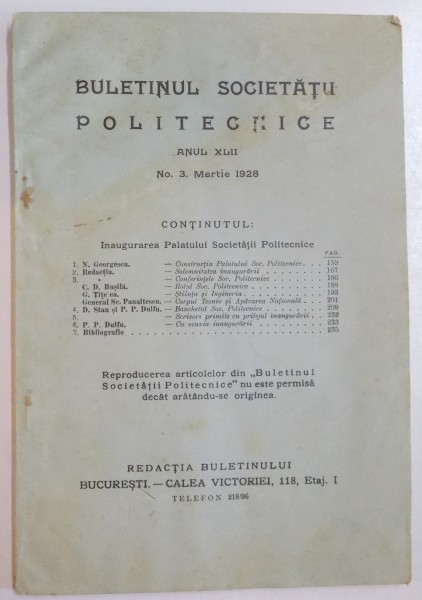 BULETINUL SOCIETĂȚII
POLITECNICE
ANUL XLII
No. 3. Martie 1928
CONȚINUTUL:
Inaugurarea Palatului Societății Politecnice
PAG.
1. N. Georgescu. — Construcția Palatului Soc. Politecnice . . . 159
2. Redacția. — Solemnitatea inaugurării . . . . . . . . 167
3. » — Conferințele Soc. Politecnice . . . . . . . 186
C. D. Bușilă. — Rolul Soc. Politecnice . . . . . . . . . 188
G. Țițeica. — Știința și Ingineria . . . . . . . . . . 193
General Sc. Panaitescu. — Corpul Tecnic și Apărarea Națională . . . . 201
4. D. Stan și P. P. Dulfu. — Banchetul Soc. Politecnice . . . . . . . . 209
5. — Scrisori primite cu prilejul inaugurării . . . 232
6. P. P. Dulfu. — Cu ocazia inaugurării . . . . . . . . . 233
7. Bibliografie . . . . . . . . . . . . . . . . . . . . 235
Reproducerea articolelor din „Buletinul
Societății Politecnice" nu este permisă
decât arătându-se originea.
REDACȚIA BULETINULUI
BUCUREȘTI. — CALEA VICTORIEI, 118, Etaj. I
TELEFON 218/96